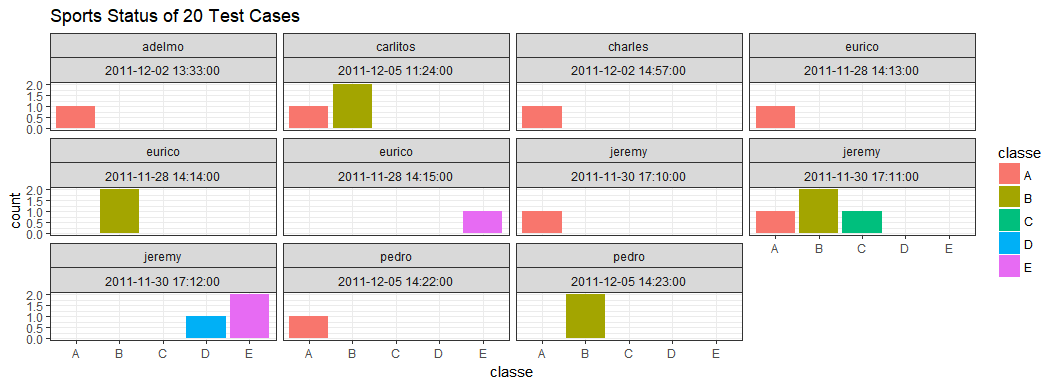 Sports Status of 20 Test Cases
adelmo
carlitos
charles
eurico
2011-12-02 13:33:00
2011-12-05 11:24:00
2011-12-02 14:57:00
2011-11-28 14:13:00
2.0
1.5
1.0
0.5
0.0
eurico
eurico
jeremy
jeremy
2011-11-28 14:14:00
2011-11-28 14:15:00
2011-11-30 17:10:00
2011-11-30 17:11:00
2.0
1.5
1.0
0.5
0.0
A B C D E
jeremy
pedro
pedro
2011-11-30 17:12:00
2011-12-05 14:22:00
2011-12-05 14:23:00
2.0
1.5
1.0
0.5
0.0
A B C D E
A B C D E
A B C D E
count
classe
classe
A
B
C
D
E